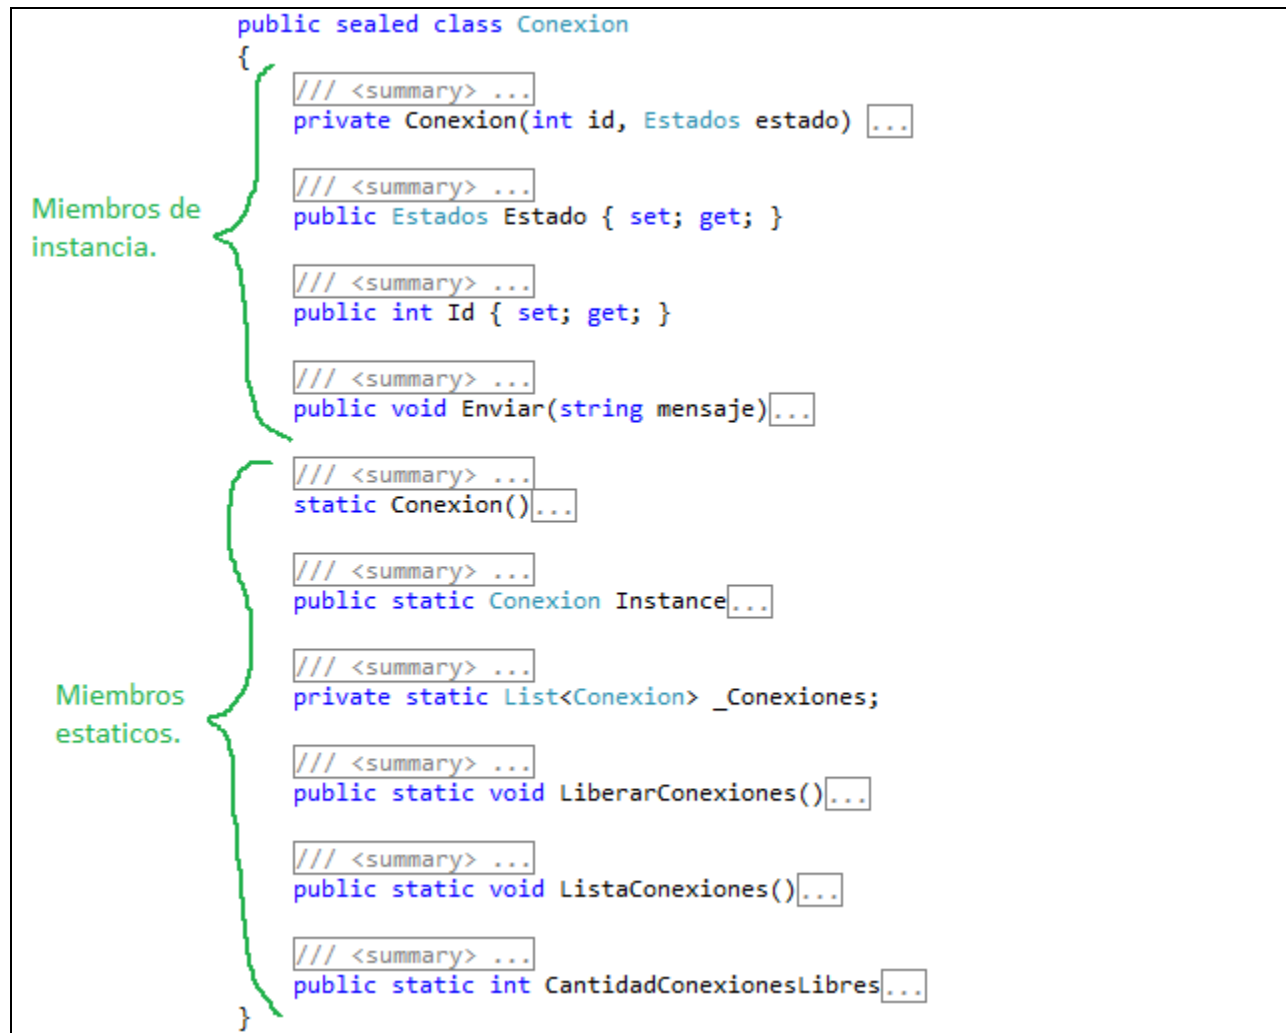 public sealed class Conexion
{
/// <summary> ...
private Conexion(int id, Estados estado) ...
/// <summary> ...
public Estados Estado { set; get; }
/// <summary> ...
public int Id { set; get; }
/// <summary> ...
public void Enviar(string mensaje)...
Miembros de
instancia.
/// <summary> ...
static Conexion()...
/// <summary> ...
public static Conexion Instance...
/// <summary> ...
private static List<Conexion> _Conexiones;
/// <summary> ...
public static void LiberarConexiones()...
/// <summary> ...
public static void ListaConexiones()...
/// <summary> ...
public static int CantidadConexionesLibres...
}
Miembros
estaticos.